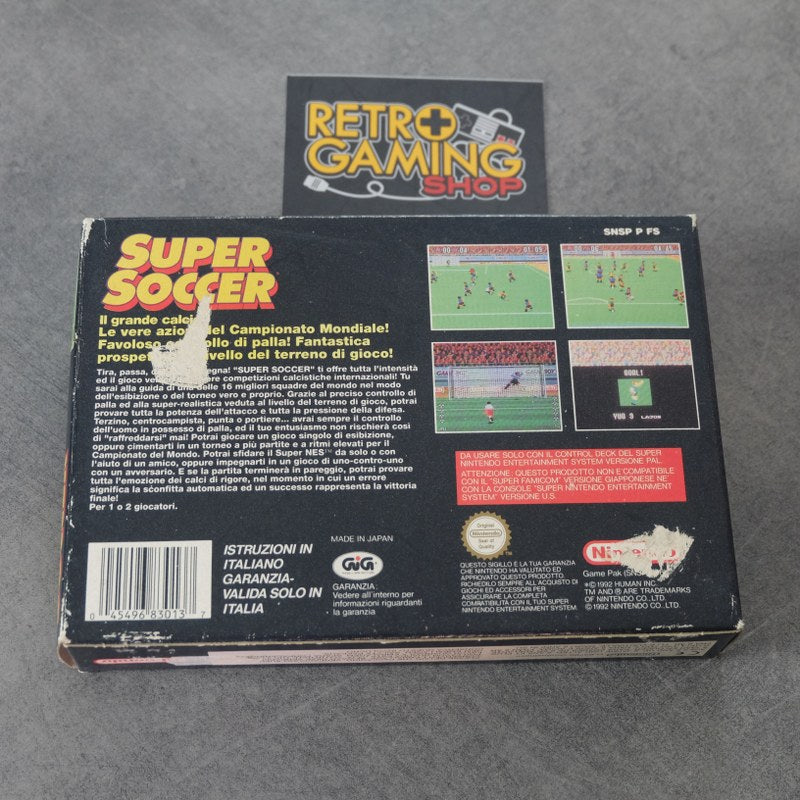 RETRO
GAMING
SHOP
SNSP P FS
SUPER
SOCCER
Il grande
Le vere del Campionato Mondiale!
Favoloso di palla! Fantastica
livello del terreno di gioco!
Tira, passa, "SUPER SOCCER" ti offre tutta l'intensità
ed il gioco competizioni calcistiche internazionali! Tu
sarai alla guida di una delle 16 migliori squadre del mondo nel modo
dell'esibizione o del torneo vero e proprio. Grazie al preciso controllo di
palla ed alla super-realistica veduta al livello del terreno di gioco, potrai
provare tutta la potenza dell'attacco e tutta la pressione della difesa.
Terzino, centrocampista, punta o portiere... avrai sempre il controllo
dell'uomo in possesso di palla, ed il tuo entusiasmo non rischierà così
di "raffreddarsi" mai! Potrai giocare un gioco singolo di esibizione,
oppure cimentarti in un torneo a più partite e a ritmi elevati per il
Campionato del Mondo. Potrai sfidare il Super NES™ da solo o con
l'aiuto di un amico, oppure impegnarti in un gioco di uno-contro-uno
con un avversario. E se la partita terminerà in pareggio, potrai provare
tutta l'emozione dei calci di rigore, nel momento in cui un errore
significa la sconfitta automatica ed un successo rappresenta la vittoria
finale!
Per 1 o 2 giocatori.
GOAL!
YUG 3
DA USARE SOLO CON IL CONTROL DECK DEL SUPER
NINTENDO ENTERTAINMENT SYSTEM VERSIONE PAL.
ATTENZIONE: QUESTO PRODOTTO NON E'COMPATIBILE
CON IL "SUPER FAMICOM" VERSIONE GIAPPONESE NE'
CON LA CONSOLE "SUPER NINTENDO ENTERTAINMENT
SYSTEM" VERSIONE U.S.
0 45496 83013 7
ISTRUZIONI IN
ITALIANO
GARANZIA-
VALIDA SOLO IN
ITALIA
MADE IN JAPAN
GiG
GARANZIA:
Vedere all'interno per
informazioni riguardanti
la garanzia
Original
Nintendo
Seal of
Quality
QUESTO SIGILLO È LA TUA GARANZIA
CHE NINTENDO HA VALUTATO ED
APPROVATO QUESTO PRODOTTO.
RICHIEDILO SEMPRE ALL'ACQUISTO DI
GIOCHI ED ACCESSORI PER
ASSICURARE LA COMPLETA
COMPATIBILITÀ CON IL TUO SUPER
NINTENDO ENTERTAINMENT SYSTEM
Nintendo
Game Pak
©1992 HUMAN INC.
TM AND ® ARE TRADEMARKS
OF NINTENDO CO., LTD.
©1992 NINTENDO CO., LTD.